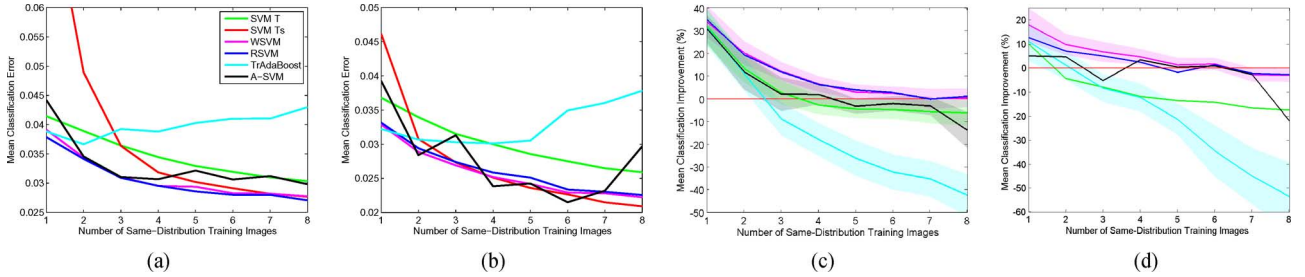 Mean Classification Error
0.06
0.055
0.05
0.045
0.04
0.035
0.03
0.025
1 2 3 4 5 6 7 8
Number of Same−Distribution Training Images
SVM T
SVM Ts
WSVM
RSVM
TrAdaBoost
A−SVM
(a)
Mean Classification Error
0.05
0.045
0.04
0.035
0.03
0.025
0.02
1 2 3 4 5 6 7 8
Number of Same−Distribution Training Images
(b)
Mean Classification Improvement (%)
40
30
20
10
0
-10
-20
-30
-40
-50
1 2 3 4 5 6 7 8
Number of Same-Distribution Training Images
(c)
Mean Classification Improvement (%)
20
10
0
-10
-20
-30
-40
-50
-60
1 2 3 4 5 6 7 8
Number of Same-Distribution Training Images
(d)